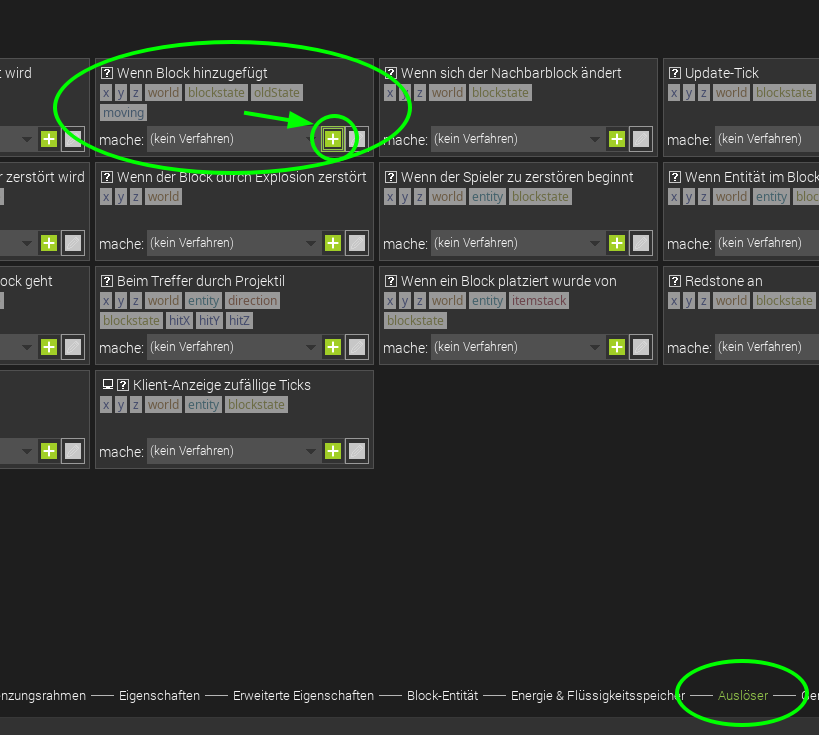 t wird
Wenn Block hinzugefügt
x y z world blockstate oldState
moving
mache: (kein Verfahren)
Wenn sich der Nachbarblock ändert
x y z world blockstate
mache: (kein Verfahren)
Update-Tick
x y z world blockstate
mache: (kein Verfahren)
r zerstört wird
Wenn der Block durch Explosion zerstört
x y z world
mache: (kein Verfahren)
Wenn der Spieler zu zerstören beginnt
x y z world entity blockstate
mache: (kein Verfahren)
Wenn Entität im Block
x y z world entity bloc
mache: (kein Verfahren)
ock geht
Beim Treffer durch Projektil
x y z world entity direction
blockstate hitX hitY hitZ
mache: (kein Verfahren)
Wenn ein Block platziert wurde von
x y z world entity itemstack
blockstate
mache: (kein Verfahren)
Redstone an
x y z world blockstate
mache: (kein Verfahren)
Klient-Anzeige zufällige Ticks
x y z world entity blockstate
mache: (kein Verfahren)
nzungsrahmen — Eigenschaften — Erweiterte Eigenschaften — Block-Entität — Energie & Flüssigkeitsspeicher — Auslöser — Ge